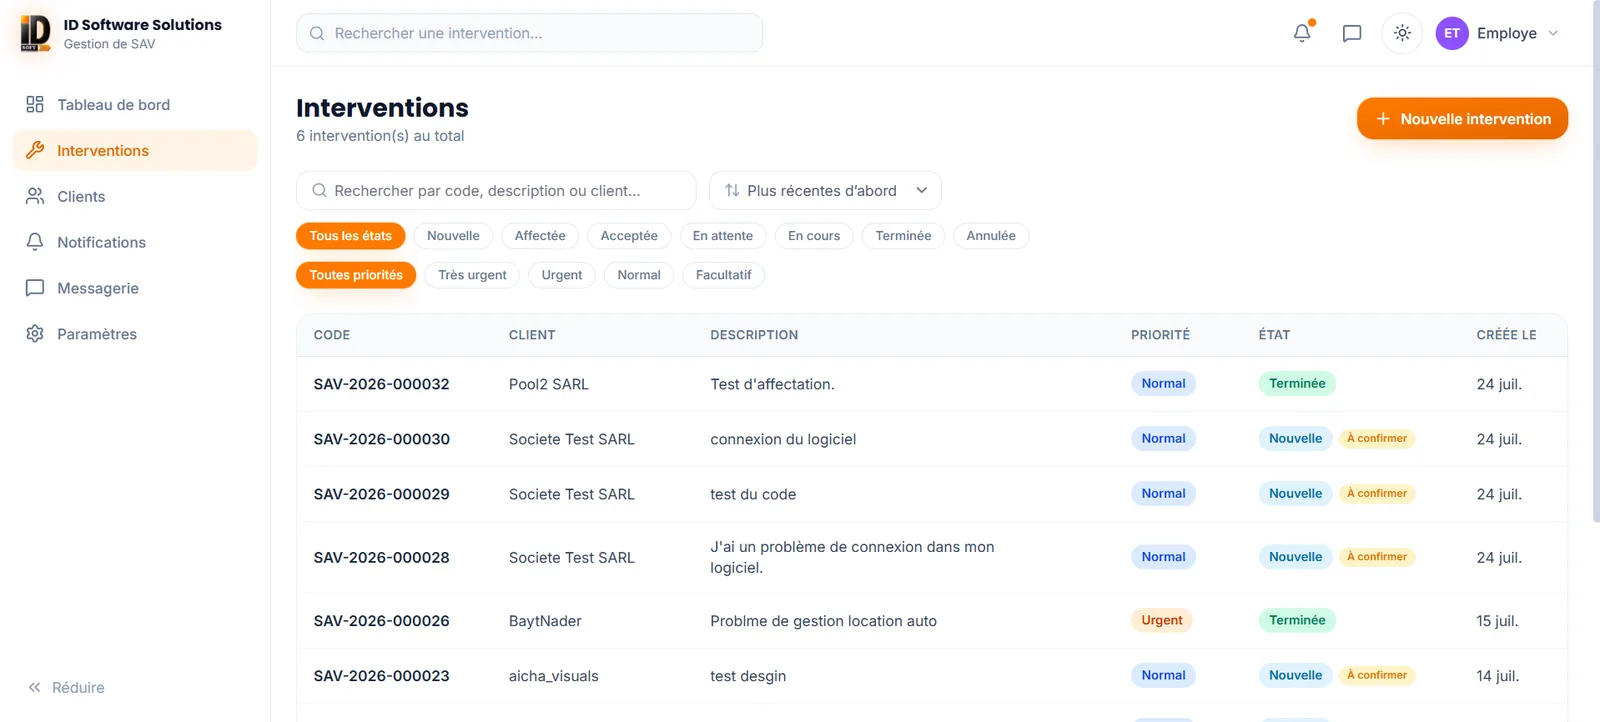 ID Software Solutions
Gestion de SAV
Rechercher une intervention...
ET Employe
Tableau de bord
Interventions
Clients
Notifications
Messagerie
Paramètres
Réduire
Interventions
6 intervention(s) au total
+ Nouvelle intervention
Rechercher par code, description ou client...
Plus récentes d’abord
Tous les états Nouvelle Affectée Acceptée En attente En cours Terminée Annulée
Toutes priorités Très urgent Urgent Normal Facultatif
CODE CLIENT DESCRIPTION PRIORITÉ ÉTAT CRÉÉE LE
SAV-2026-000032 Pool2 SARL Test d'affectation. Normal Terminée 24 juil.
SAV-2026-000030 Societe Test SARL connexion du logiciel Normal Nouvelle À confirmer 24 juil.
SAV-2026-000029 Societe Test SARL test du code Normal Nouvelle À confirmer 24 juil.
SAV-2026-000028 Societe Test SARL J'ai un problème de connexion dans mon
logiciel. Normal Nouvelle À confirmer 24 juil.
SAV-2026-000026 BaytNader Problme de gestion location auto Urgent Terminée 15 juil.
SAV-2026-000023 aicha_visuals test desgin Normal Nouvelle À confirmer 14 juil.